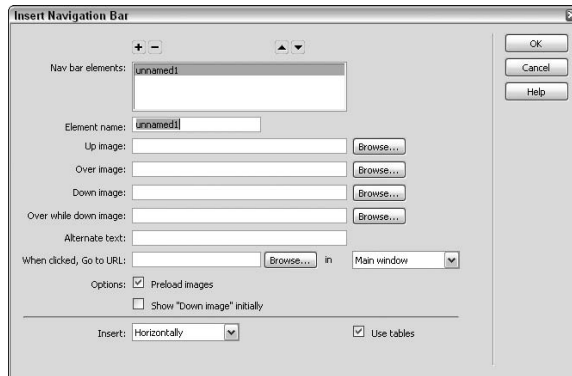 Insert Navigation Bar
OK
Nav bar elements: unnamed1
Cancel
Help
Element name: unnamed1
Up image: Browse...
Over image: Browse...
Down image: Browse...
Over while down image: Browse...
Alternate text:
When clicked, Go to URL: Browse... in Main window
Options: Preload images
Show "Down image" initially
Insert: Horizontally Use tables